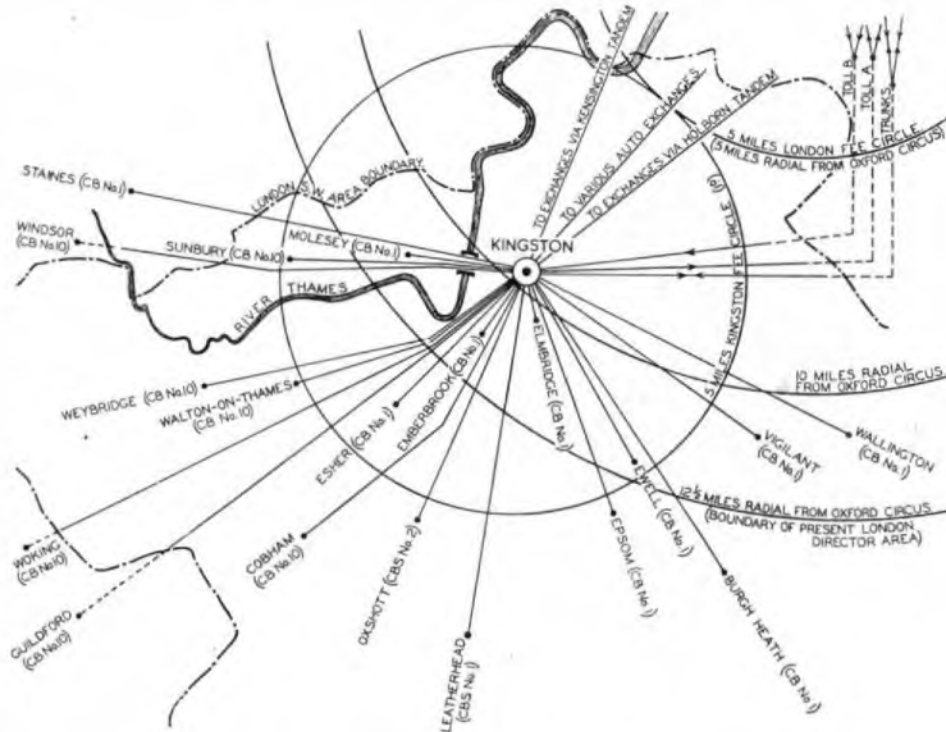 TO EXCHANGES VIA KENSINGTON TANDEM
TO VARIOUS AUTO EXCHANGES
TO EXCHANGES VIA HOLBORN TANDEM
TOLL B
TOLL A
TRUNKS
5 MILES LONDON FEE CIRCLE
(5 MILES RADIAL FROM OXFORD CIRCUS)
STAINES (CB No.1)
LONDON S.W. AREA BOUNDARY
WINDSOR
(CB No.10)
SUNBURY (CB No.10)
MOLESEY (CB No.1)
KINGSTON
RIVER THAMES
5 MILES KINGSTON FEE CIRCLE (19)
WEYBRIDGE (CB No.10)
WALTON-ON-THAMES
(CB No.10)
ESHER (CB No.1)
EMBERBROOK (CB No.1)
ELMBRIDGE (CB No.1)
10 MILES RADIAL
FROM OXFORD CIRCUS
VIGILANT
(CB No.1)
WALLINGTON
(CB No.1)
EWELL (CB No.1)
12½ MILES RADIAL FROM OXFORD CIRCUS
(BOUNDARY OF PRESENT LONDON
DIRECTOR AREA)
WOKING
(CB No.10)
GUILDFORD
(CB No.10)
COBHAM
(CB No.10)
OXSHOTT (CBS No.2)
LEATHERHEAD
(CBS No.1)
EPSOM (CB No.1)
BURGH HEATH (CB No.1)